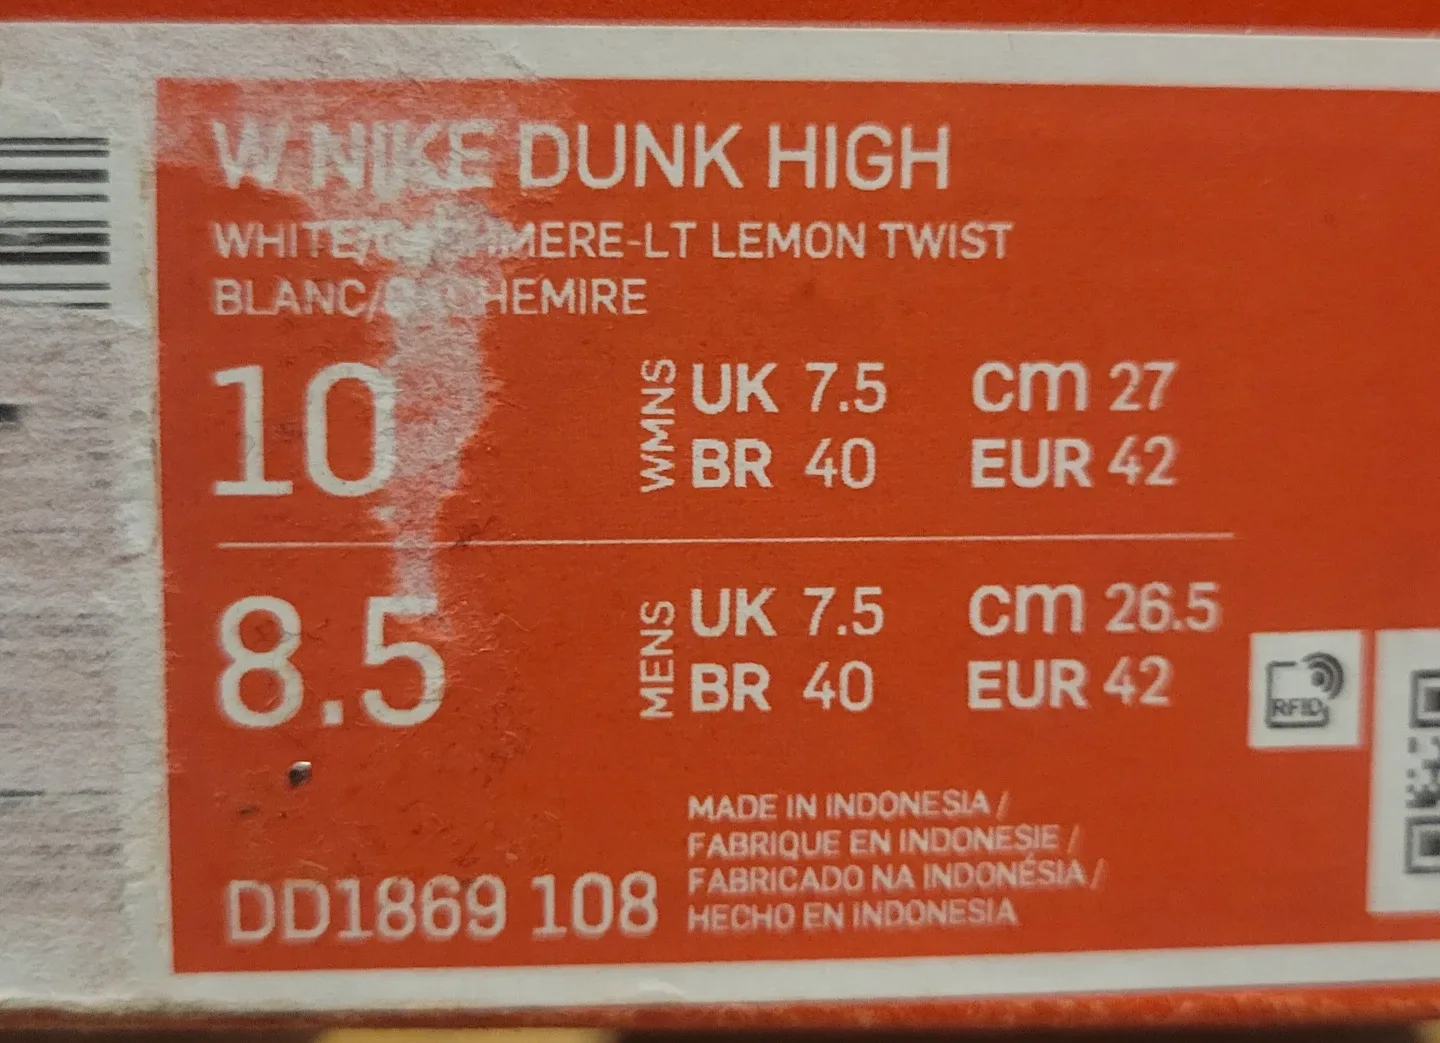 W NIKE DUNK HIGH
WHITE/CASHMERE-LT LEMON TWIST
BLANC/CACHEMIRE
10
WMNS
UK 7.5 cm 27
BR 40 EUR 42
8.5
MENS
UK 7.5 cm 26.5
BR 40 EUR 42
RFID
MADE IN INDONESIA /
FABRIQUE EN INDONESIE /
FABRICADO NA INDONÉSIA /
HECHO EN INDONESIA
DD1869 108